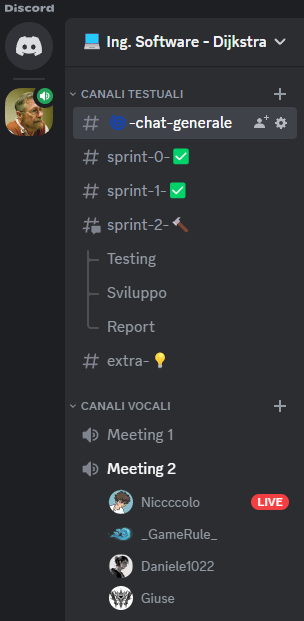 Discord
💻 Ing. Software - Dijkstra
CANALI TESTUALI
🌐-chat-generale
sprint-0-✅
sprint-1-✅
sprint-2-🔨
Testing
Sviluppo
Report
extra-💡
CANALI VOCALI
Meeting 1
Meeting 2
Niccccolo LIVE
_GameRule_
Daniele1022
Giuse